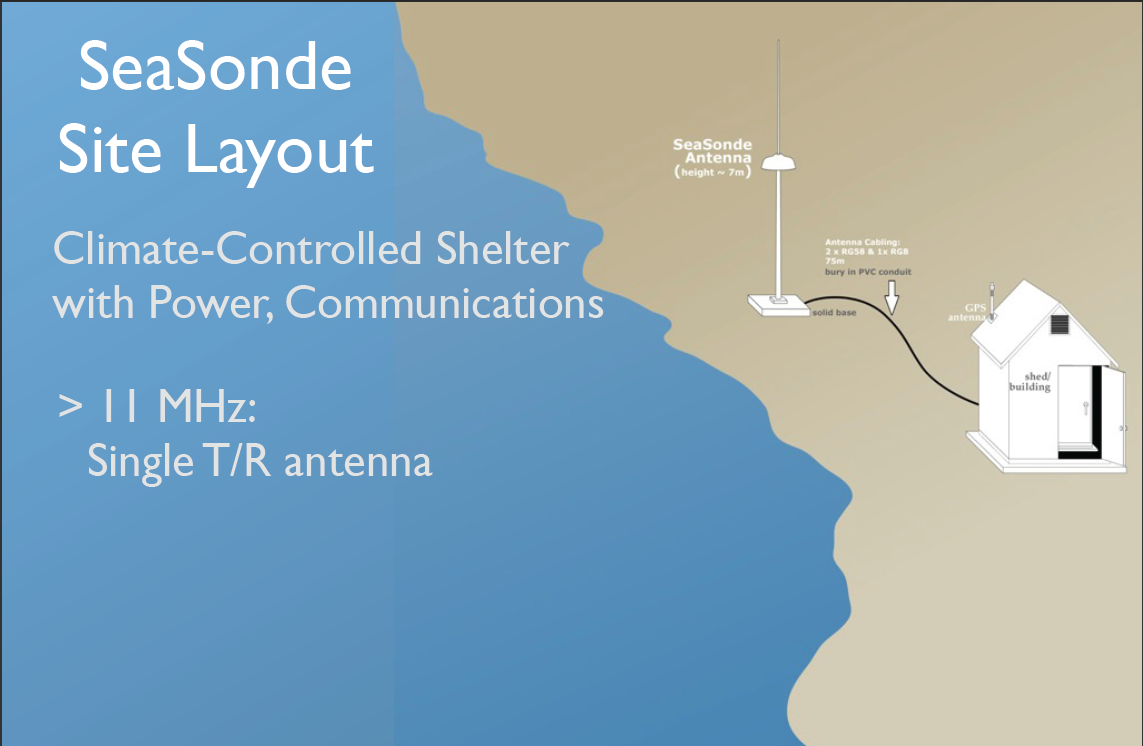 SeaSonde
Site Layout
Climate-Controlled Shelter
with Power, Communications
> 11 MHz:
Single T/R antenna
SeaSonde
Antenna
(height ~ 7m)
Antenna Cabling:
2 x RG58 & 1x RG8
75m
bury in PVC conduit
solid base
GPS
antenna
shed/
building